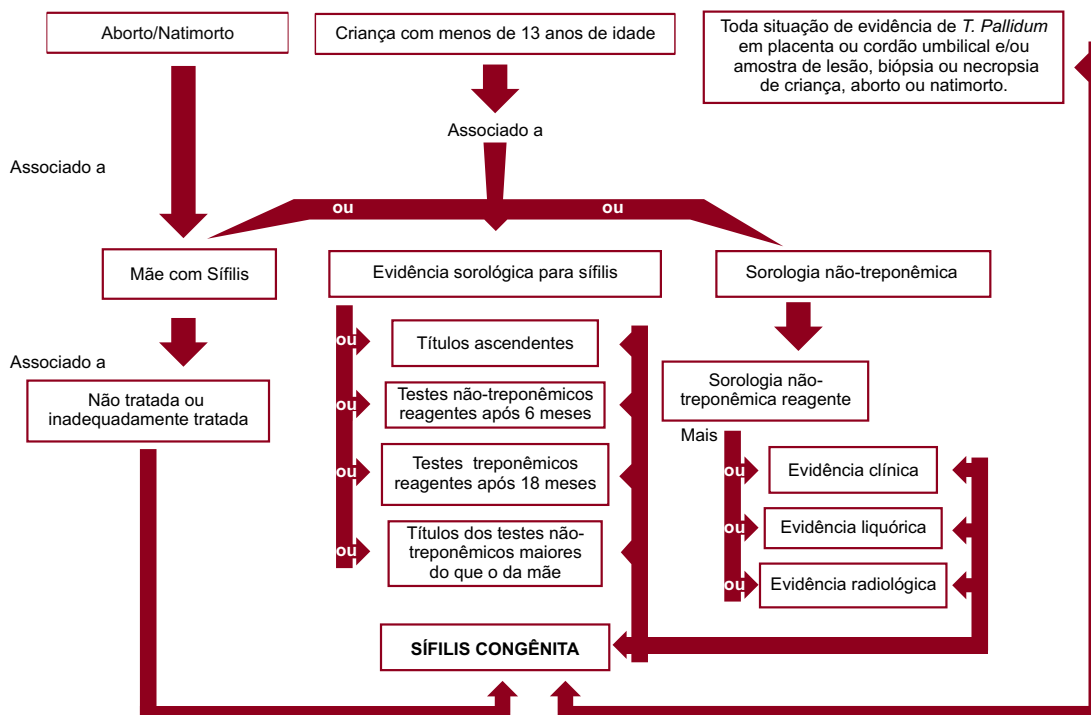 Aborto/Natimorto
Criança com menos de 13 anos de idade
Toda situação de evidência de T. Pallidum
em placenta ou cordão umbilical e/ou
amostra de lesão, biópsia ou necropsia
de criança, aborto ou natimorto.
Associado a
Associado a
ou
ou
Mãe com Sífilis
Evidência sorológica para sífilis
Sorologia não-treponêmica
Associado a
Não tratada ou
inadequadamente tratada
ou
Títulos ascendentes
ou
Testes não-treponêmicos
reagentes após 6 meses
ou
Testes treponêmicos
reagentes após 18 meses
ou
Títulos dos testes não-
treponêmicos maiores
do que o da mãe
Sorologia não-
treponêmica reagente
Mais
ou
Evidência clínica
ou
Evidência liquórica
ou
Evidência radiológica
SÍFILIS CONGÊNITA